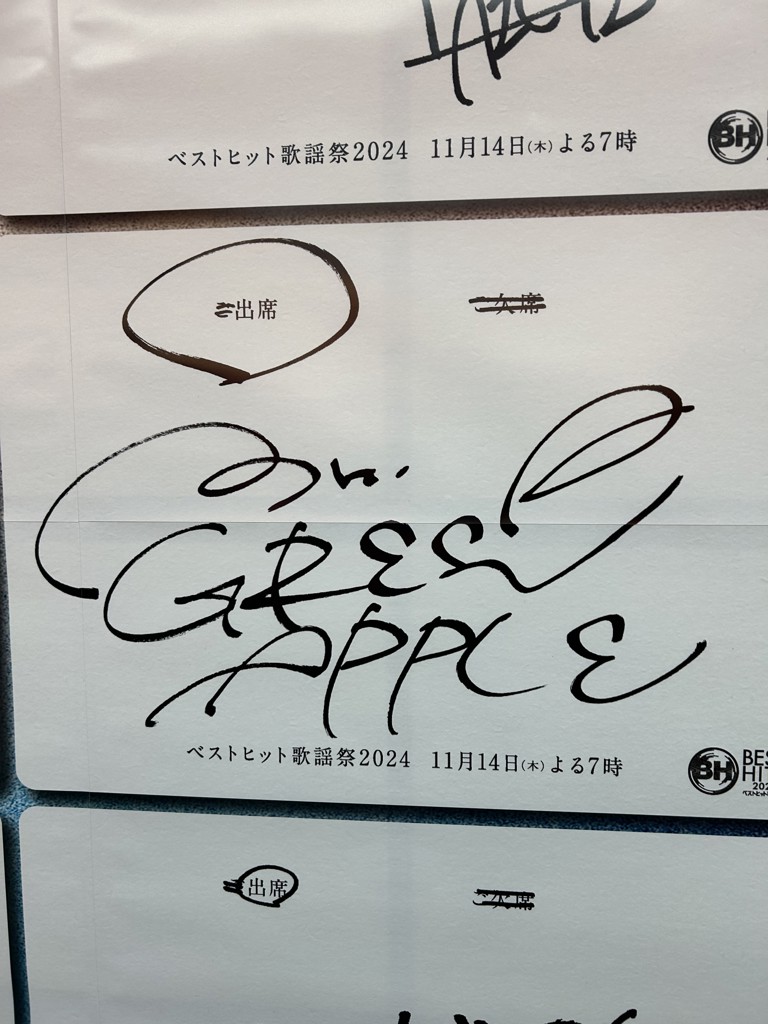 ベストヒット歌謡祭2024 11月14日(木)よる7時
BH
ご出席 ご欠席
Mrs.
GREEN
APPLE
ベストヒット歌謡祭2024 11月14日(木)よる7時
BH
ご出席 ご欠席